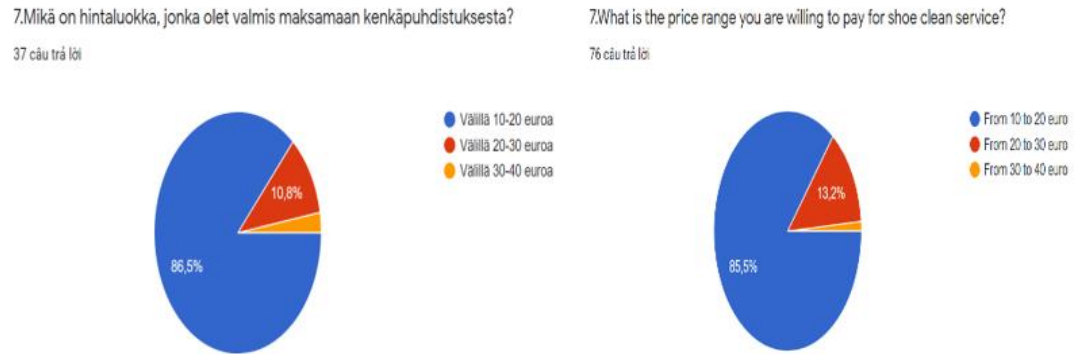 7.Mikä on hintaluokka, jonka olet valmis maksamaan kenkäpuhdistuksesta?
37 câu trả lời
Välillä 10-20 euroa
Välillä 20-30 euroa
Välillä 30-40 euroa
10,8%
86,5%
7.What is the price range you are willing to pay for shoe clean service?
76 câu trả lời
From 10 to 20 euro
From 20 to 30 euro
From 30 to 40 euro
13,2%
85,5%